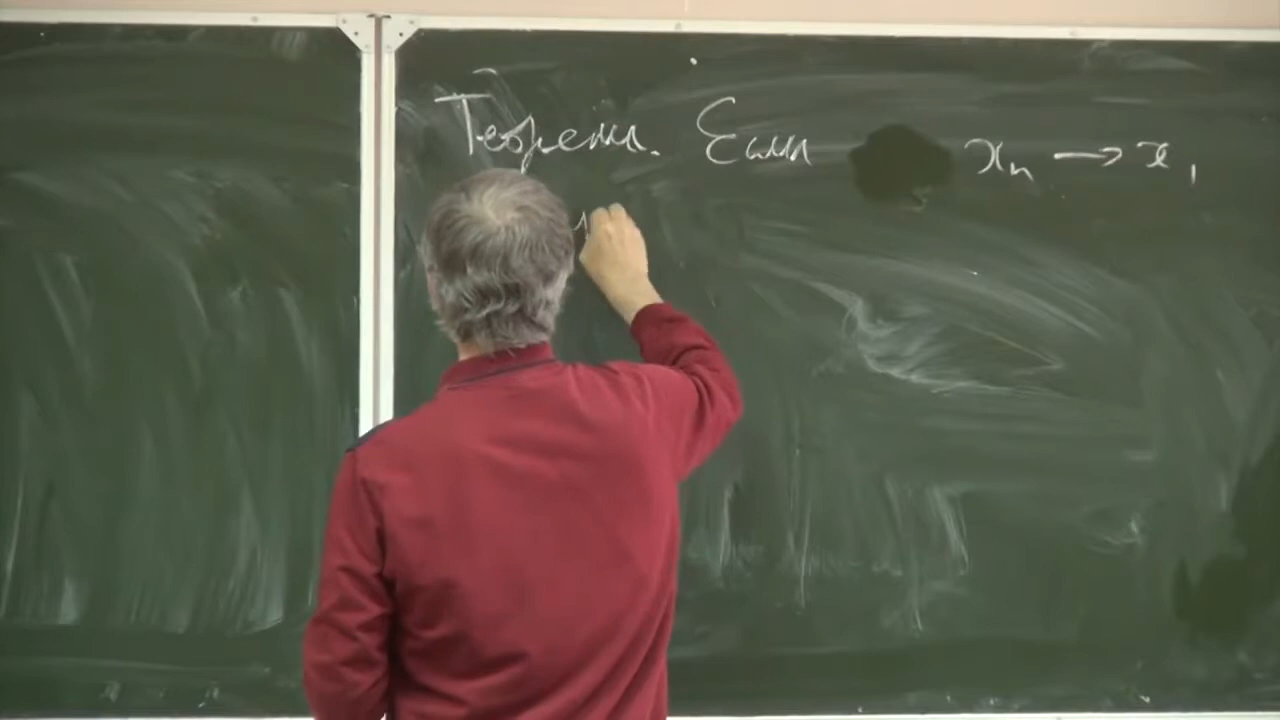 Теорема. Если xₙ → x,